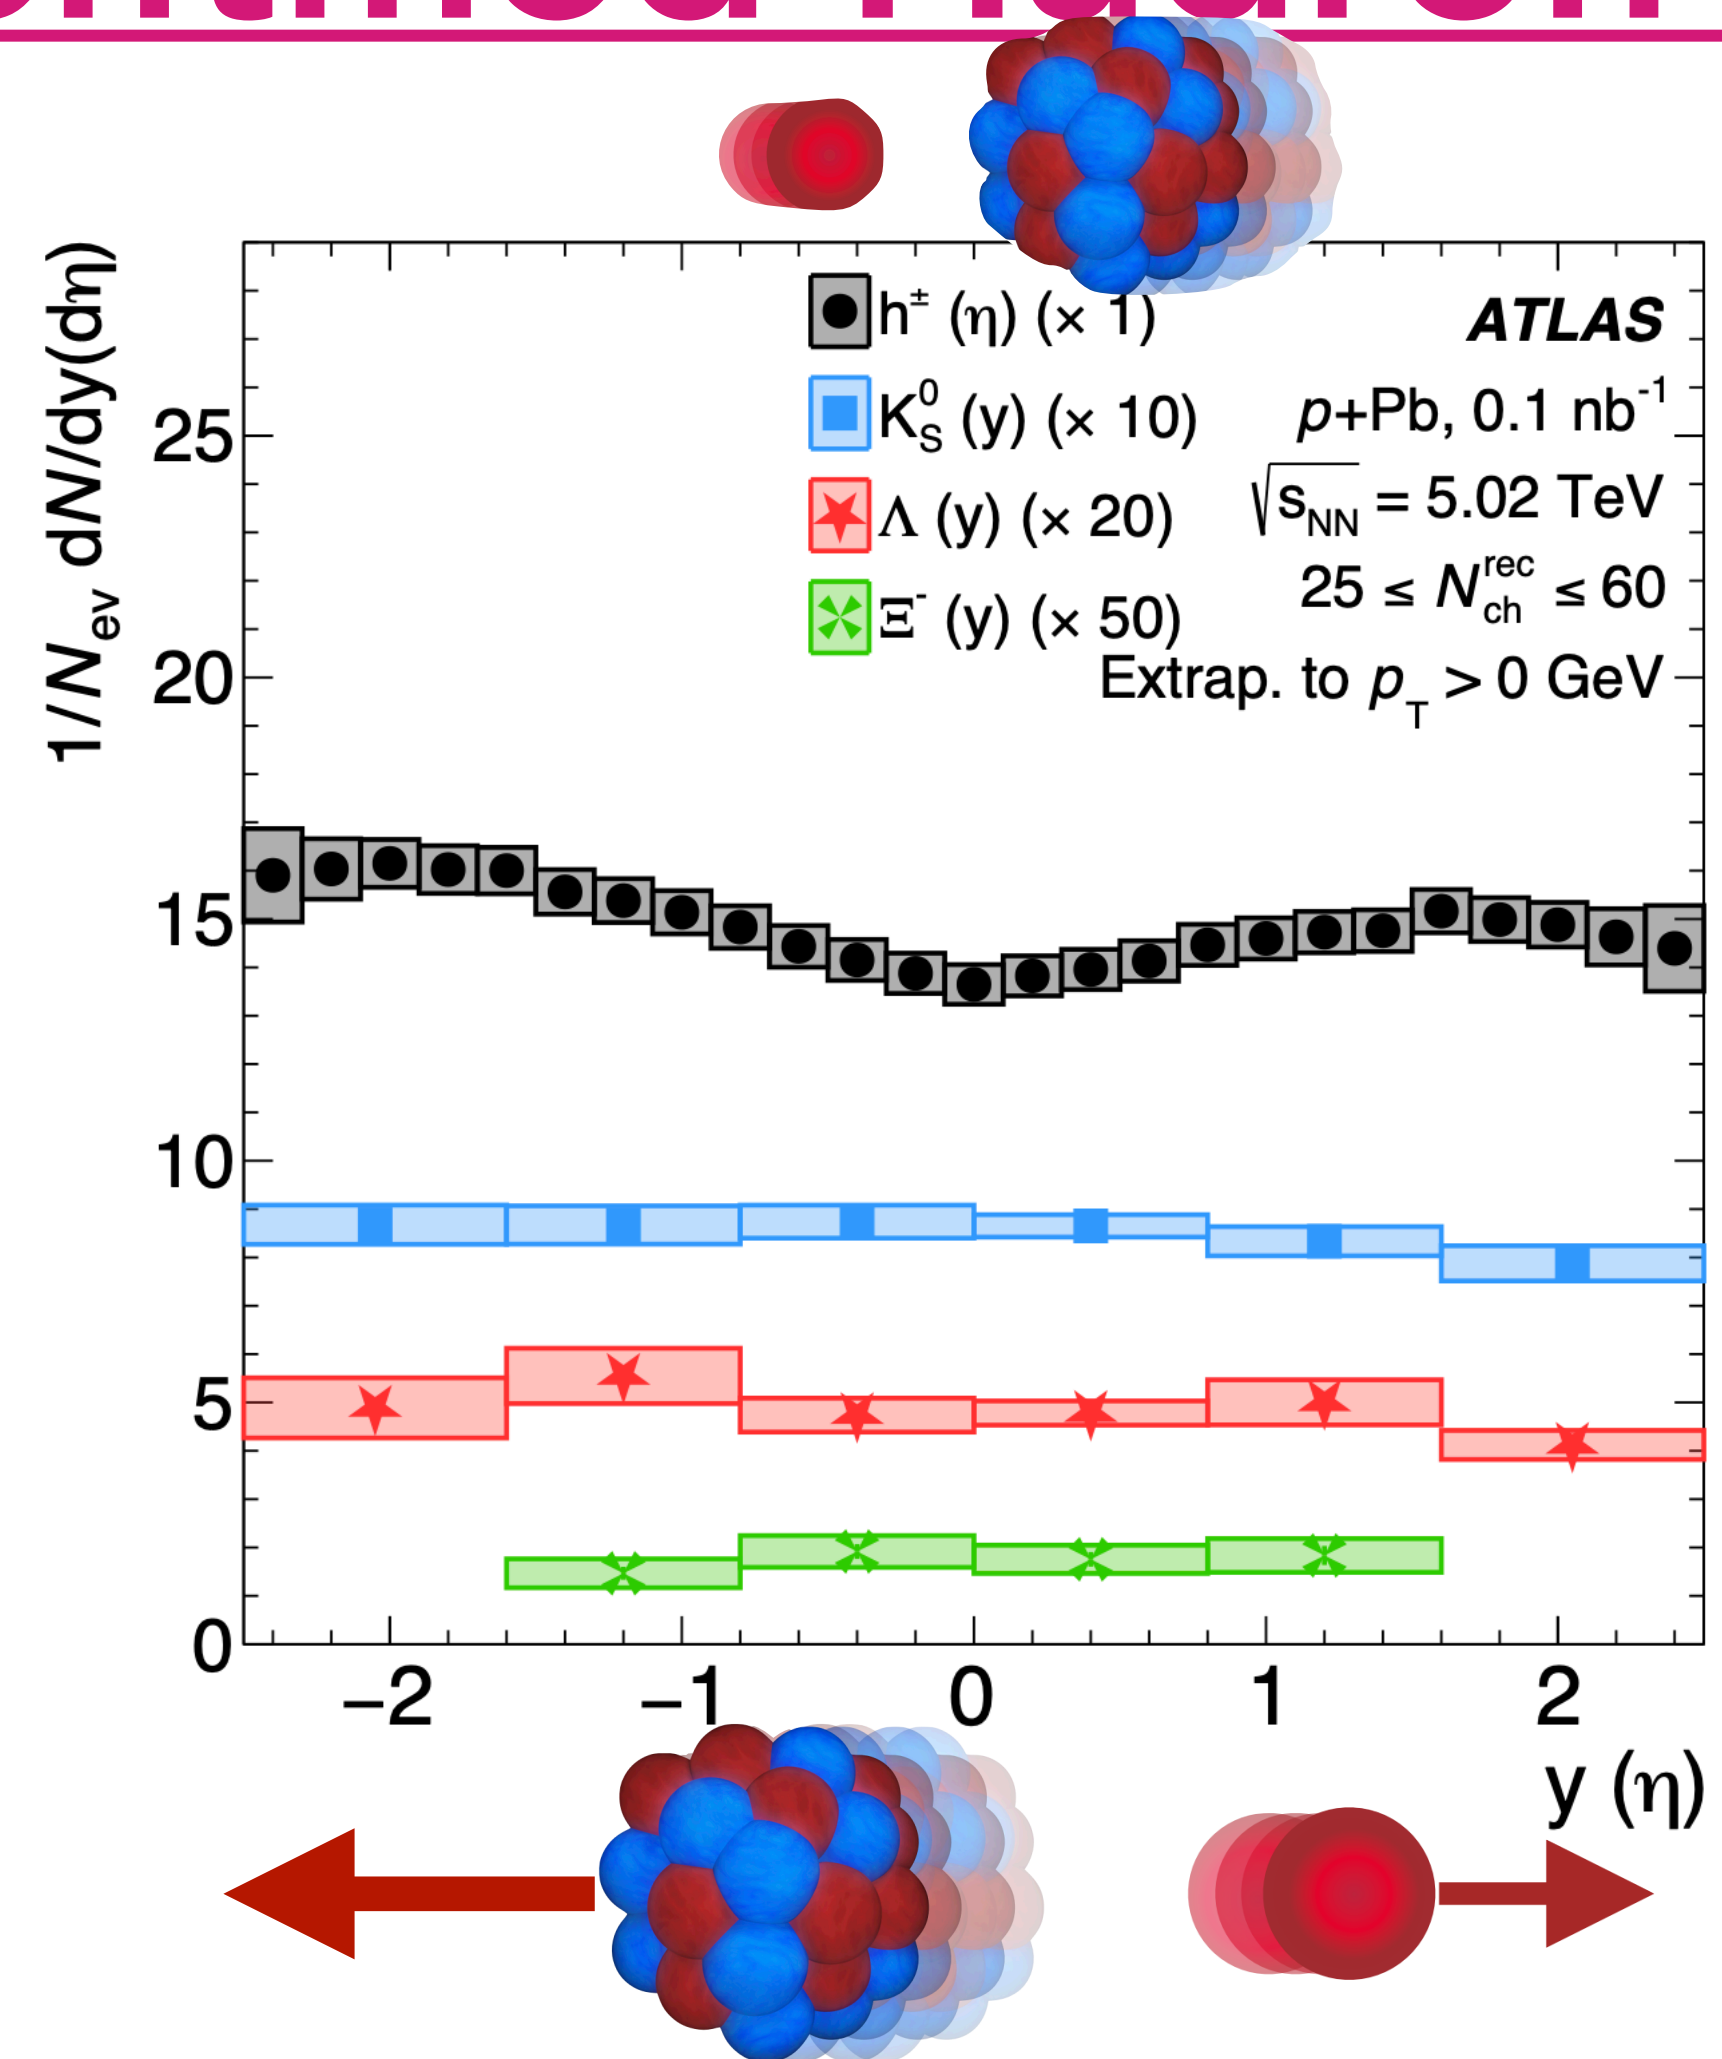 h± (η) (× 1)
K⁰_S (y) (× 10)
Λ (y) (× 20)
Ξ⁻ (y) (× 50)
ATLAS
p+Pb, 0.1 nb⁻¹
√s_NN = 5.02 TeV
25 ≤ N_ch^rec ≤ 60
Extrap. to p_T > 0 GeV
1/N_ev dN/dy(dη)
25
20
15
10
5
0
−2 −1 0 1 2
y (η)